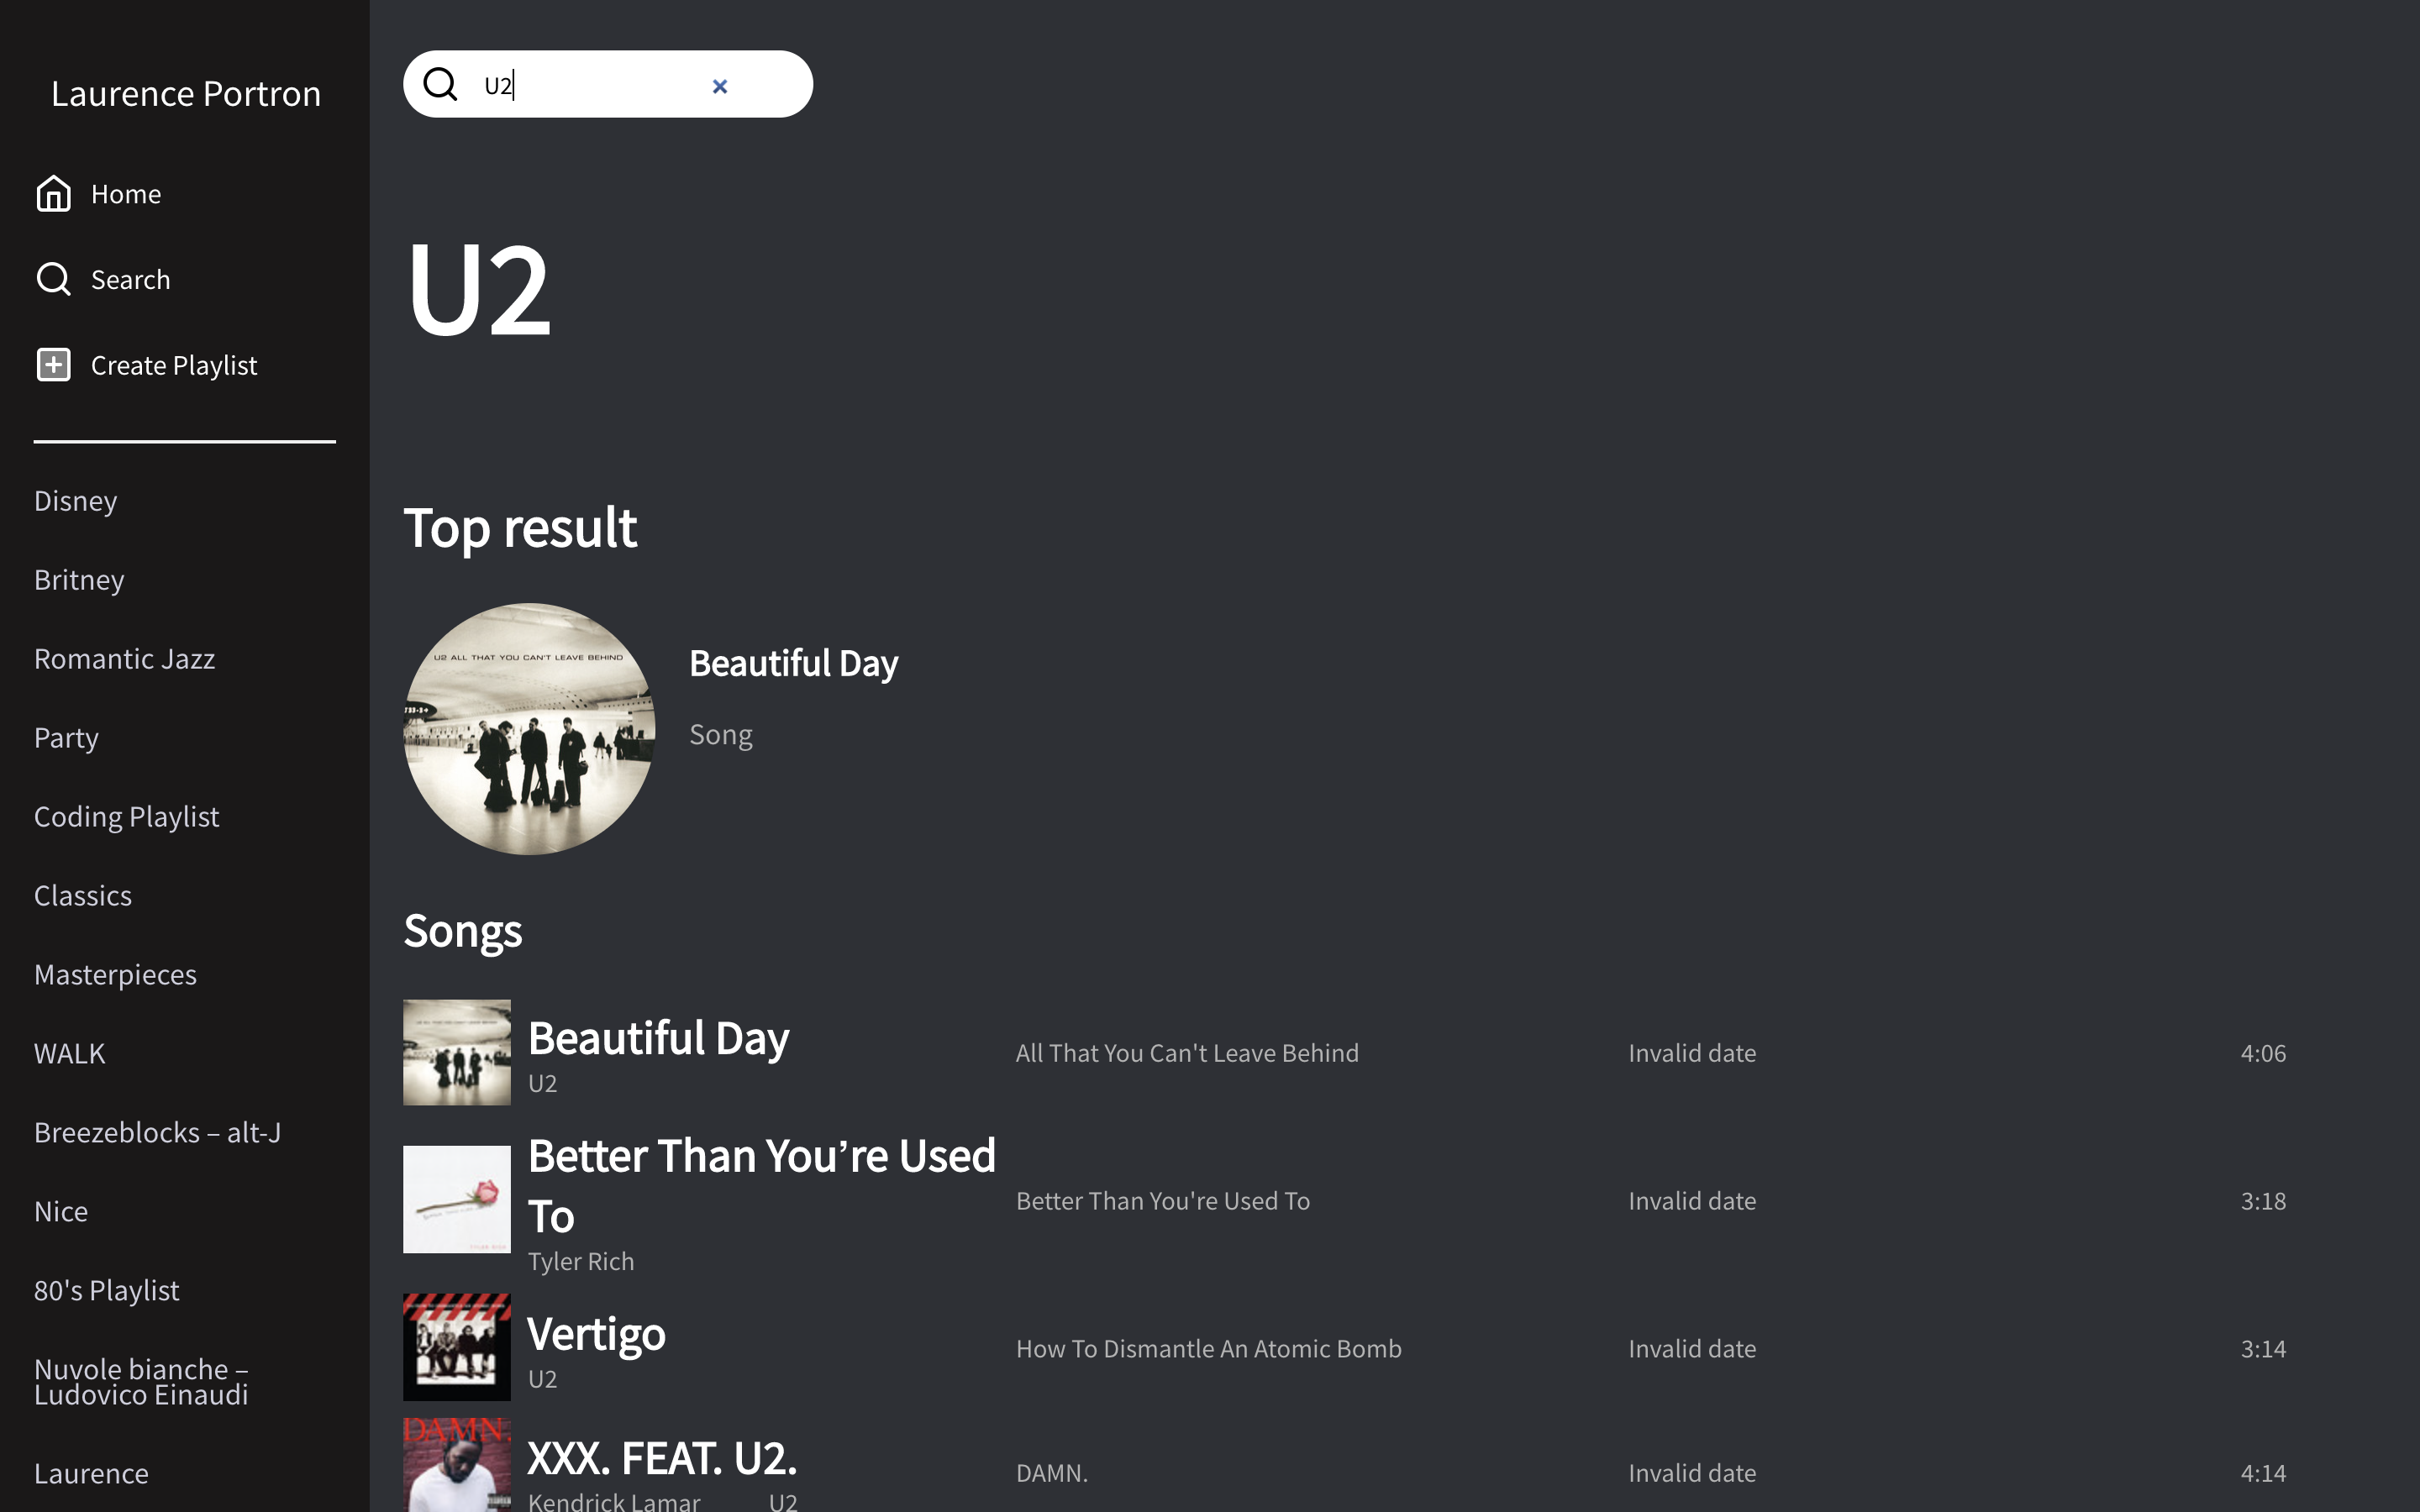 Laurence Portron
Home
Search
Create Playlist
Disney
Britney
Romantic Jazz
Party
Coding Playlist
Classics
Masterpieces
WALK
Breezeblocks – alt-J
Nice
80's Playlist
Nuvole bianche –
Ludovico Einaudi
Laurence
U2
U2
Top result
U2 ALL THAT YOU CAN'T LEAVE BEHIND
Beautiful Day
Song
Songs
Beautiful Day
U2
All That You Can't Leave Behind
Invalid date
4:06
Better Than You’re Used
To
Tyler Rich
Better Than You're Used To
Invalid date
3:18
Vertigo
U2
How To Dismantle An Atomic Bomb
Invalid date
3:14
DAMN.
XXX. FEAT. U2.
Kendrick Lamar U2
DAMN.
Invalid date
4:14